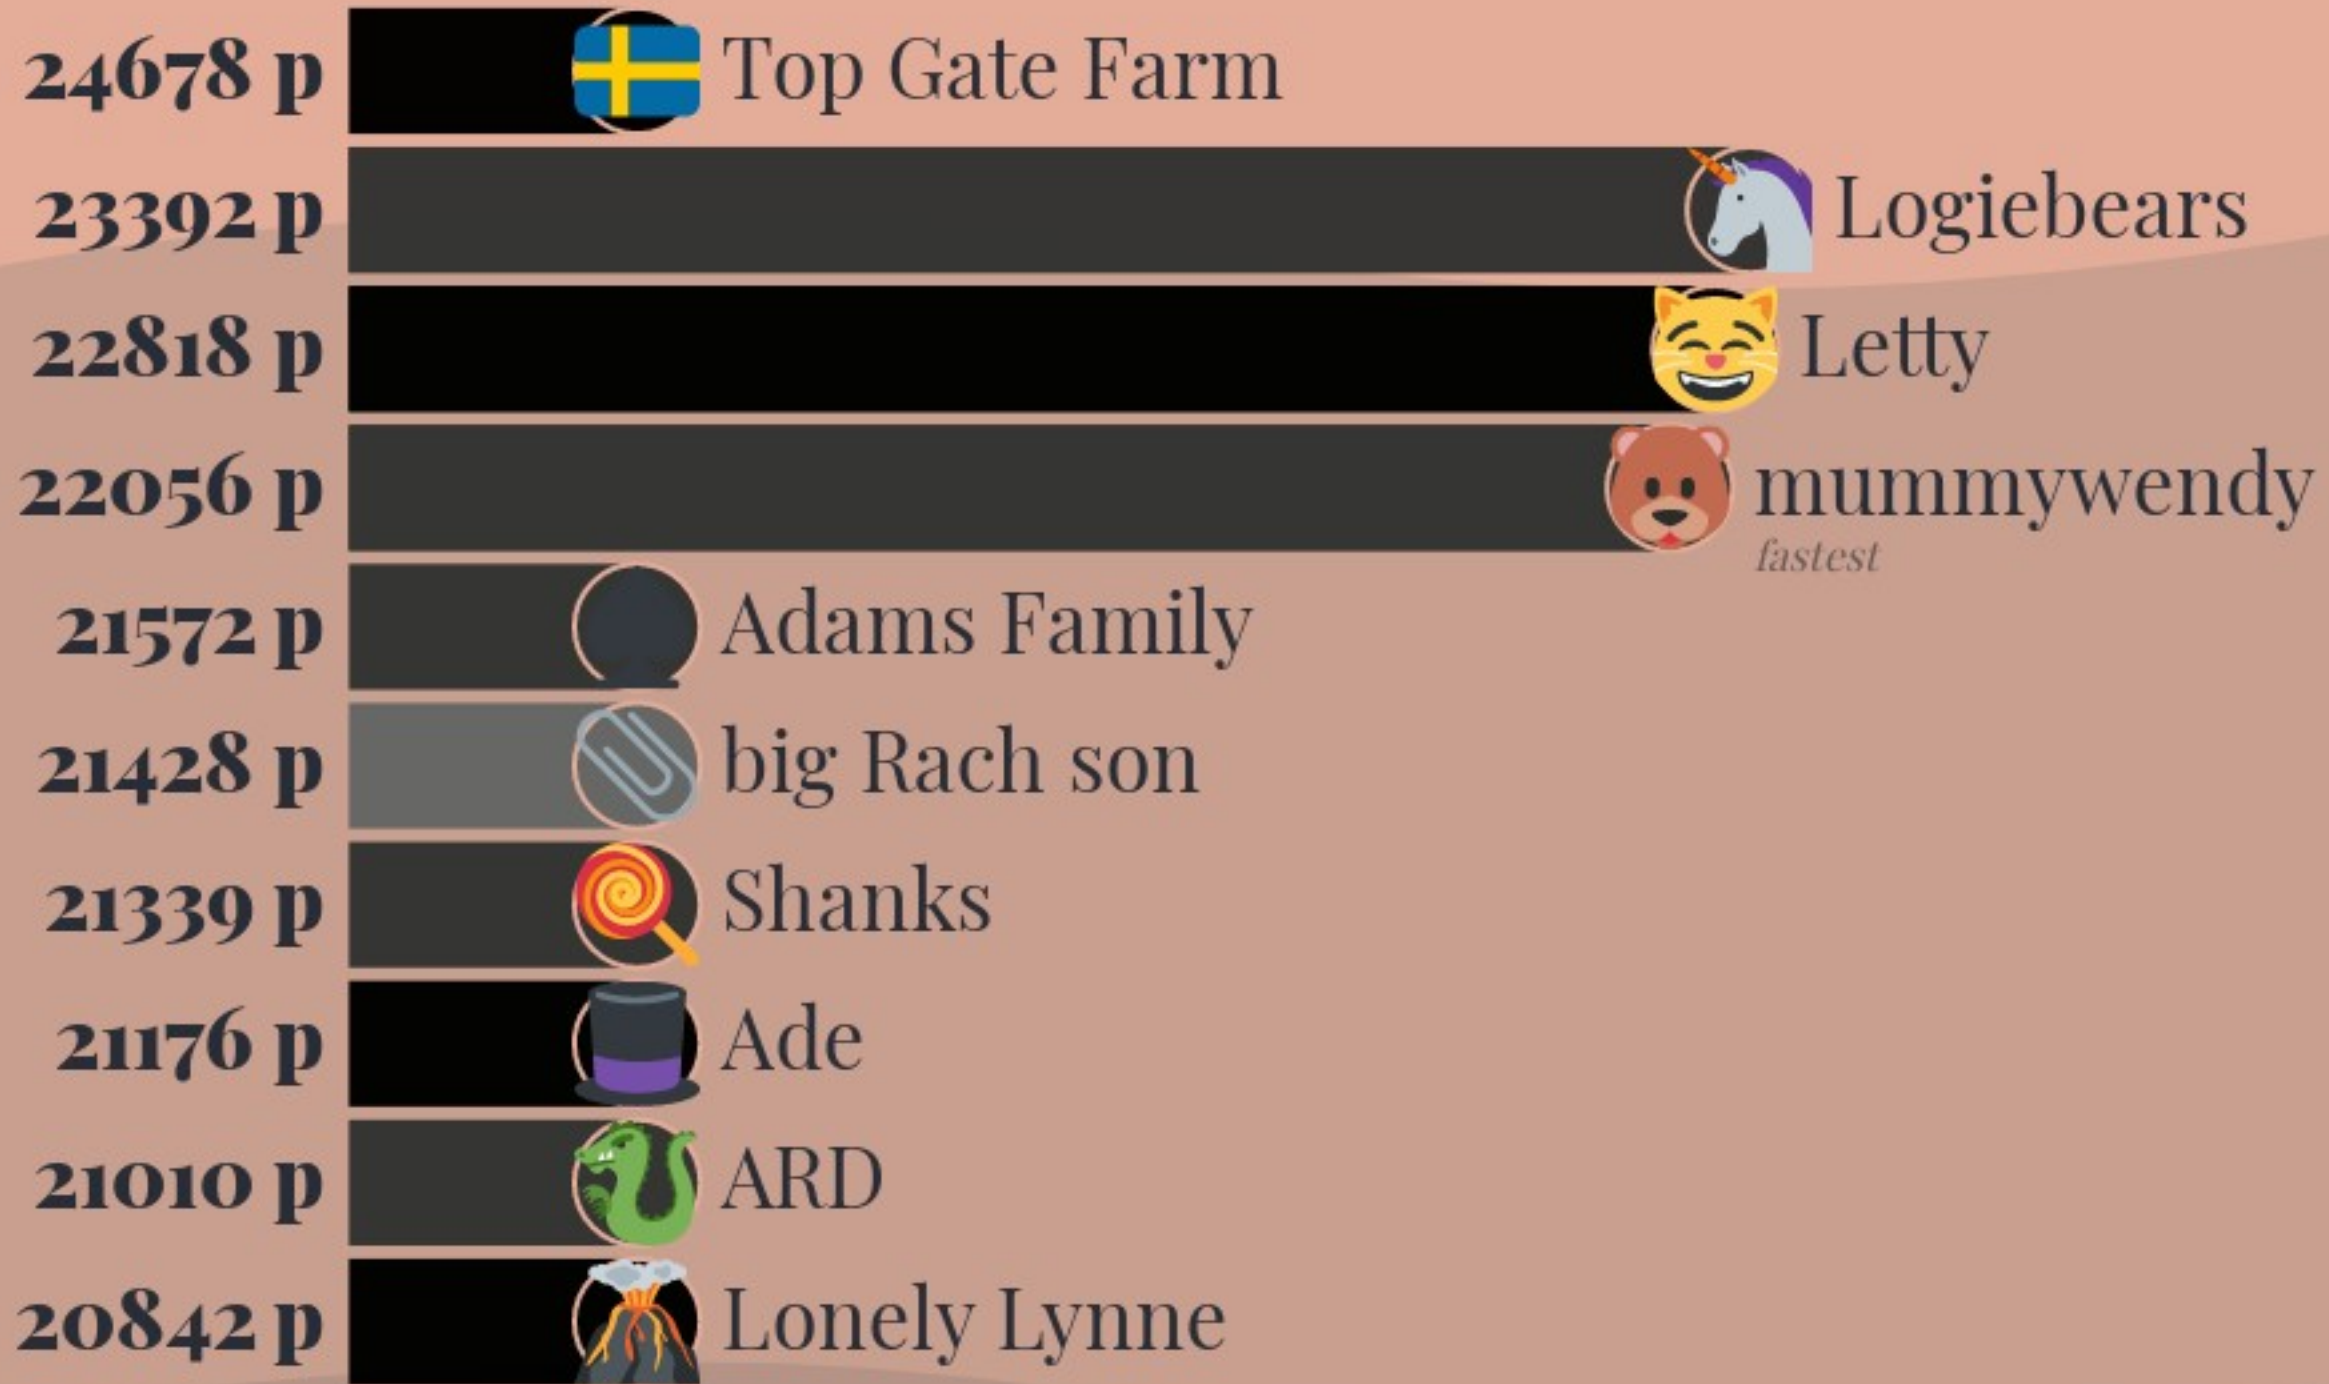 24678 p Top Gate Farm
23392 p Logiebears
22818 p Letty
22056 p mummywendy
fastest
21572 p Adams Family
21428 p big Rach son
21339 p Shanks
21176 p Ade
21010 p ARD
20842 p Lonely Lynne